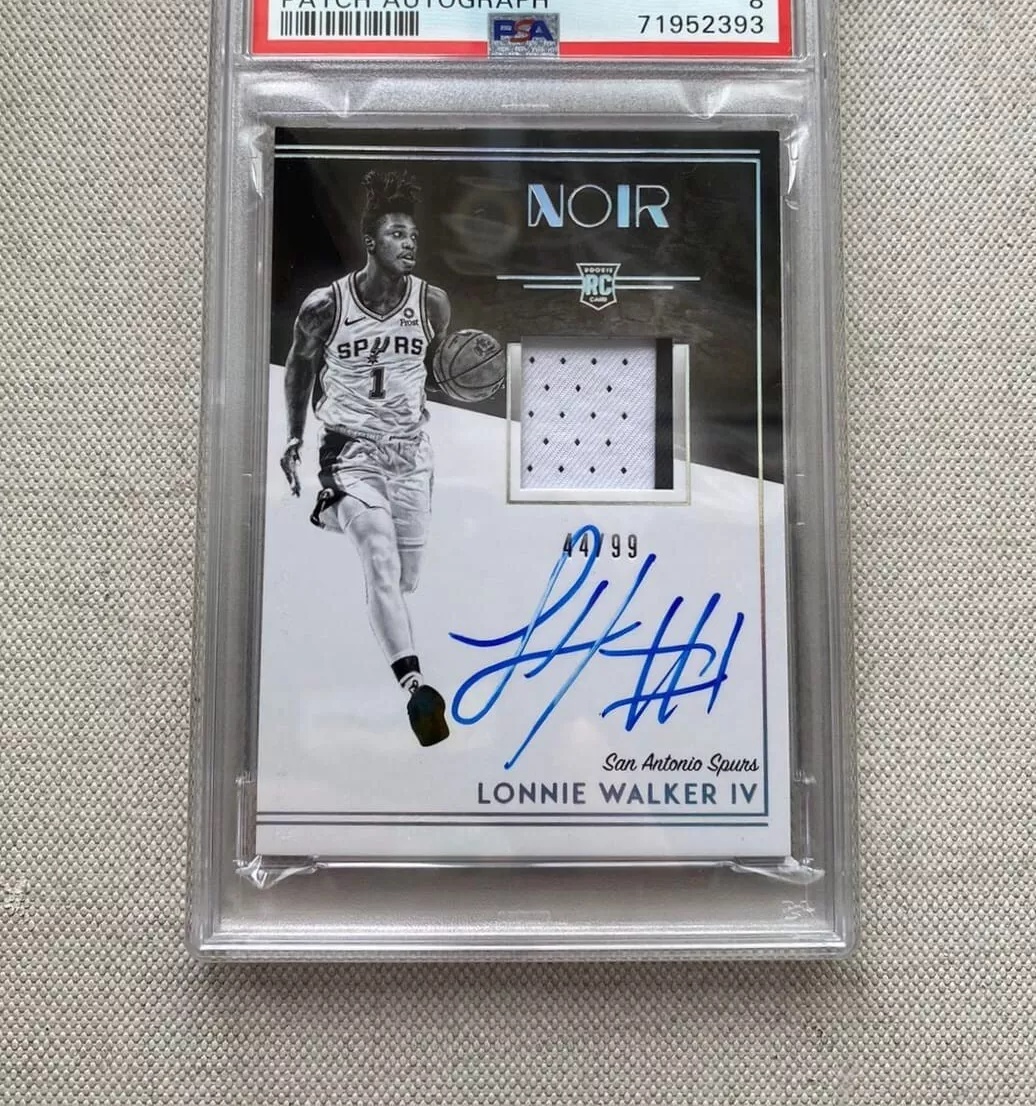 PATCH AUTOGRAPH
8
PSA
71952393
NOIR
ROOKIE
RC
CARD
Frost
SPURS
1
44/99
San Antonio Spurs
LONNIE WALKER IV